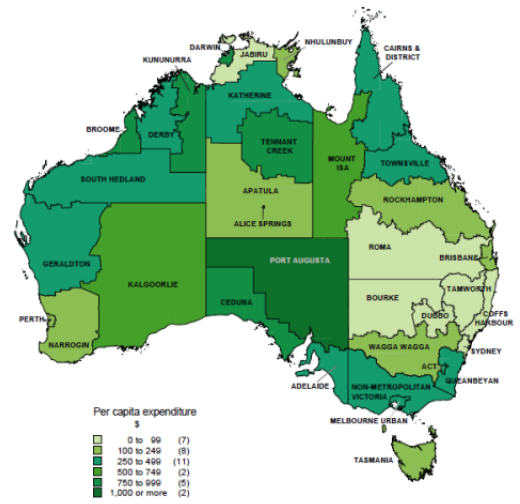 DARWIN
NHULUNBUY
JABIRU
KUNUNURRA
CAIRNS &
DISTRICT
KATHERINE
BROOME
DERBY
TENNANT
CREEK
MOUNT
ISA
TOWNSVILLE
SOUTH HEDLAND
APATULA
ROCKHAMPTON
ALICE SPRINGS
ROMA
GERALDTON
BRISBANE
PORT AUGUSTA
KALGOORLIE
BOURKE
TAMWORTH
CEDUNA
DUBBO
COFFS
HARBOUR
PERTH
NARROGIN
WAGGA WAGGA
SYDNEY
ACT
ADELAIDE
NON-METROPOLITAN
VICTORIA
QUEANBEYAN
MELBOURNE URBAN
TASMANIA
Per capita expenditure
$
0 to 99 (7)
100 to 249 (8)
250 to 499 (11)
500 to 749 (2)
750 to 999 (5)
1,000 or more (2)